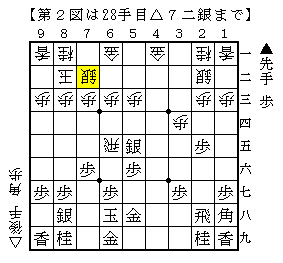 【第２図は28手目△７二銀まで】
9 8 7 6 5 4 3 2 1
香 桂 金 金 桂 香 一
玉 銀 銀 二
歩 歩 歩 歩 歩 歩 歩 歩 三
歩 四
飛 銀 歩 五
歩 歩 六
歩 歩 歩 歩 歩 七
銀 玉 金 飛 角 八
香 桂 金 桂 香 九
▲先手 歩
△後手 角歩